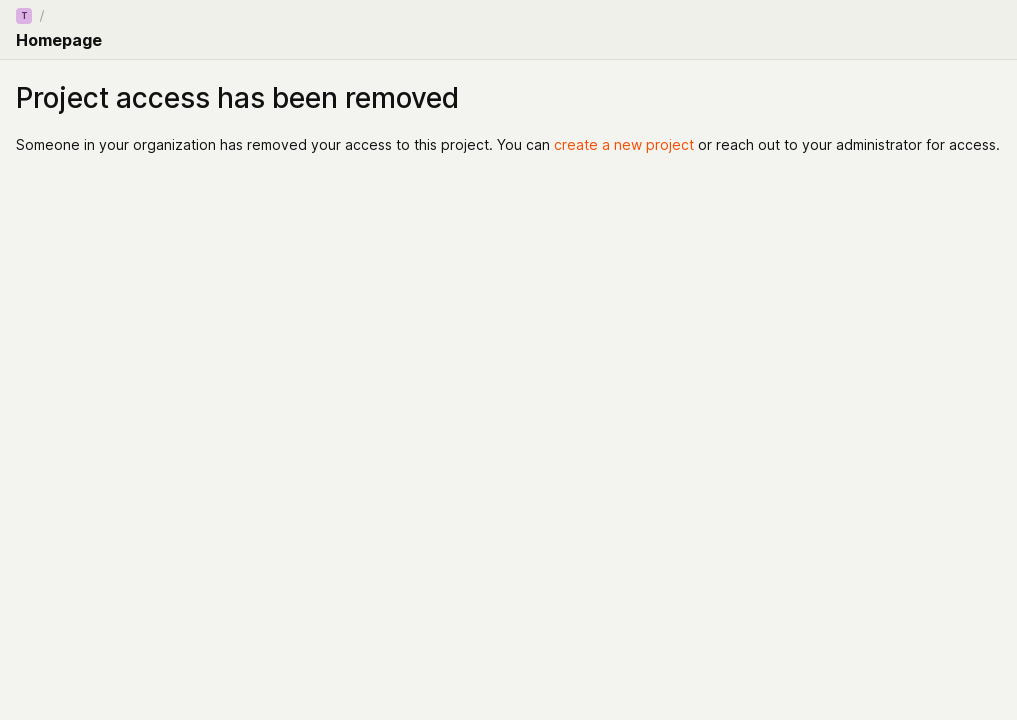 T /
Homepage
Project access has been removed
Someone in your organization has removed your access to this project. You can create a new project or reach out to your administrator for access.